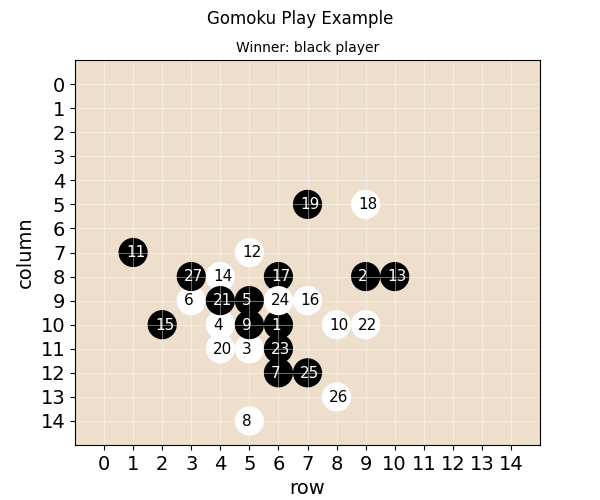 Gomoku Play Example
Winner: black player
0
1
2
3
4
5 19 18
6
7 11 12
8 27 14 17 2 13
9 6 21 5 24 16
10 15 4 9 1 10 22
11 20 3 23
12 7 25
13 26
14 8
column
0 1 2 3 4 5 6 7 8 9 10 11 12 13 14
row